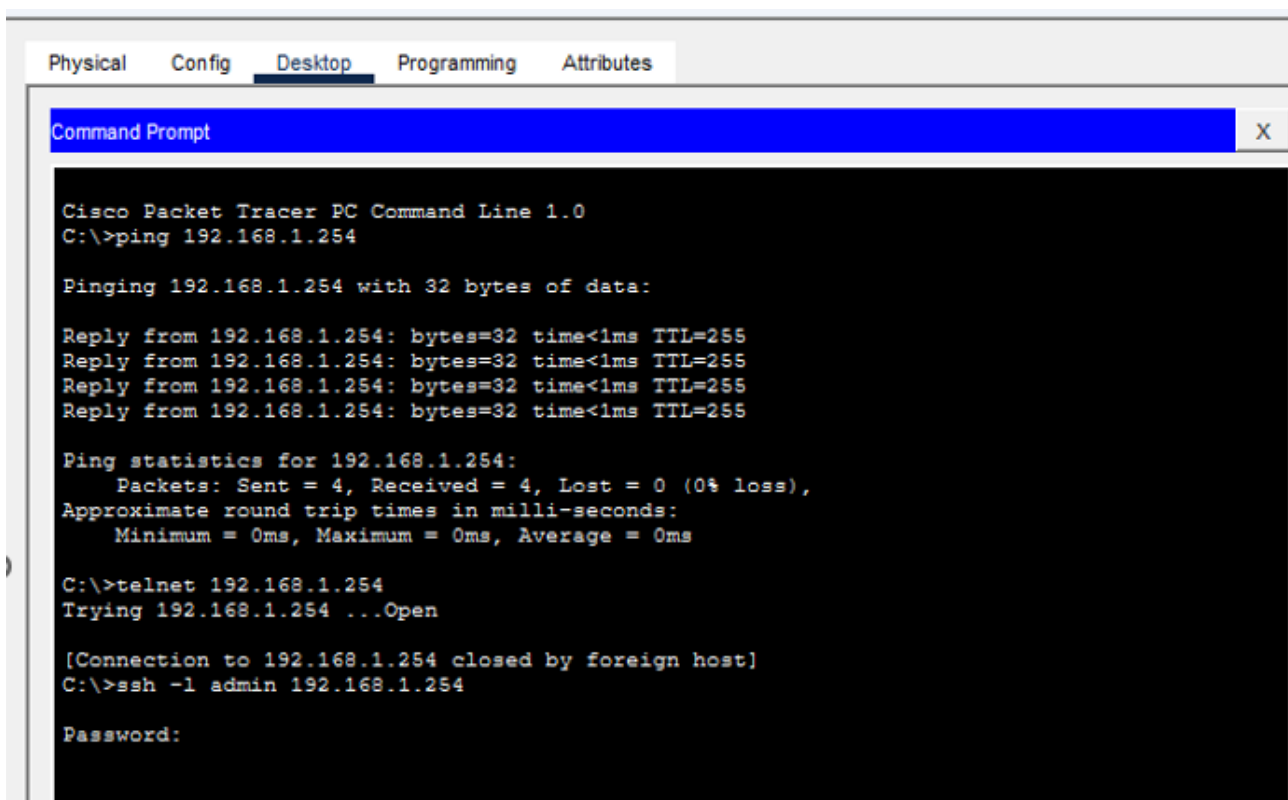 Physical Config Desktop Programming Attributes
Command Prompt X
Cisco Packet Tracer PC Command Line 1.0
C:\>ping 192.168.1.254
Pinging 192.168.1.254 with 32 bytes of data:
Reply from 192.168.1.254: bytes=32 time<1ms TTL=255
Reply from 192.168.1.254: bytes=32 time<1ms TTL=255
Reply from 192.168.1.254: bytes=32 time<1ms TTL=255
Reply from 192.168.1.254: bytes=32 time<1ms TTL=255
Ping statistics for 192.168.1.254:
Packets: Sent = 4, Received = 4, Lost = 0 (0% loss),
Approximate round trip times in milli-seconds:
Minimum = 0ms, Maximum = 0ms, Average = 0ms
C:\>telnet 192.168.1.254
Trying 192.168.1.254 ...Open
[Connection to 192.168.1.254 closed by foreign host]
C:\>ssh -l admin 192.168.1.254
Password: